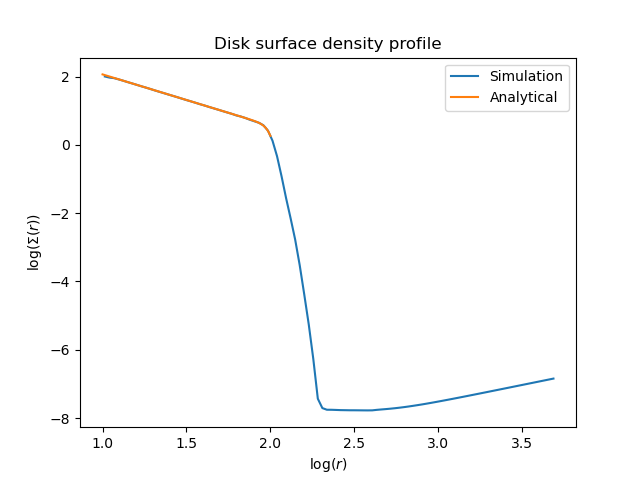 Disk surface density profile
Simulation
Analytical
log(Σ(r))
2
0
−2
−4
−6
−8
1.0 1.5 2.0 2.5 3.0 3.5
log(r)